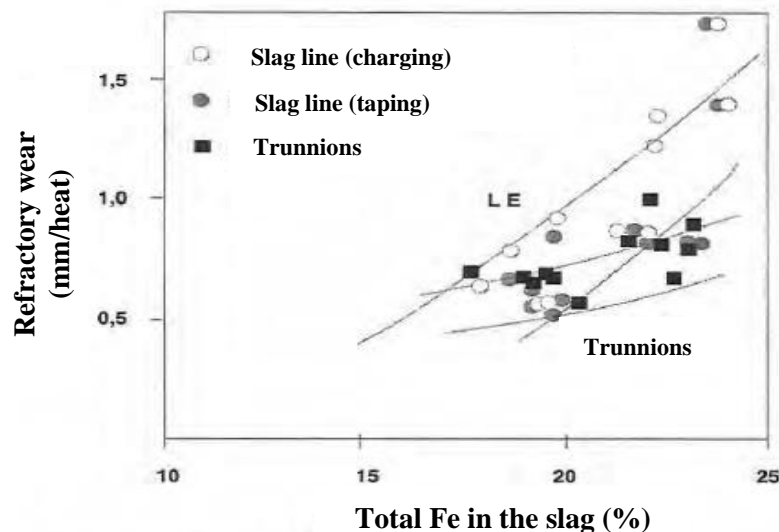 1,5
1,0
0,5
Refractory wear
(mm/heat)
Slag line (charging)
Slag line (taping)
Trunnions
L E
Trunnions
10 15 20 25
Total Fe in the slag (%)